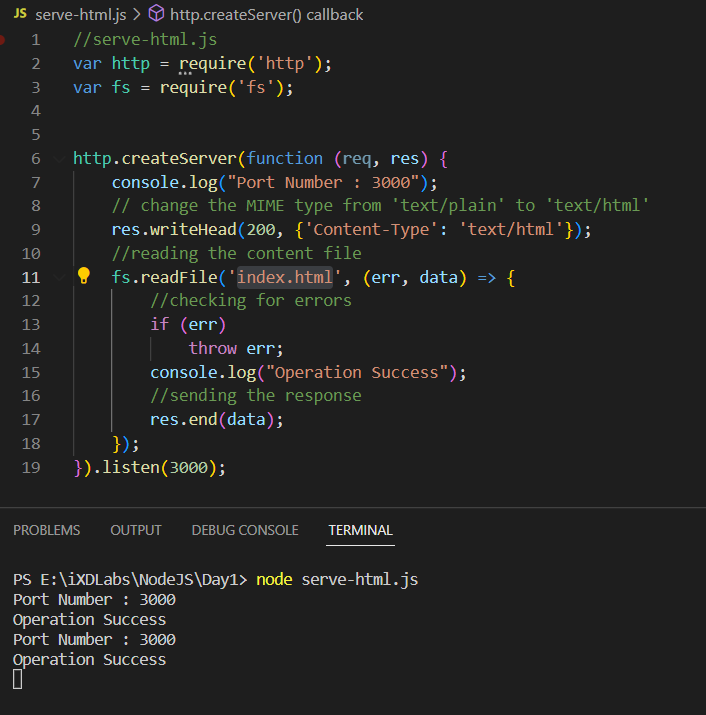 JS serve-html.js > http.createServer() callback
1 //serve-html.js
2 var http = require('http');
3 var fs = require('fs');
4
5
6 http.createServer(function (req, res) {
7     console.log("Port Number : 3000");
8     // change the MIME type from 'text/plain' to 'text/html'
9     res.writeHead(200, {'Content-Type': 'text/html'});
10     //reading the content file
11     fs.readFile('index.html', (err, data) => {
12         //checking for errors
13         if (err)
14             throw err;
15         console.log("Operation Success");
16         //sending the response
17         res.end(data);
18     });
19 }).listen(3000);
PROBLEMS OUTPUT DEBUG CONSOLE TERMINAL
PS E:\iXDLabs\NodeJS\Day1> node serve-html.js
Port Number : 3000
Operation Success
Port Number : 3000
Operation Success